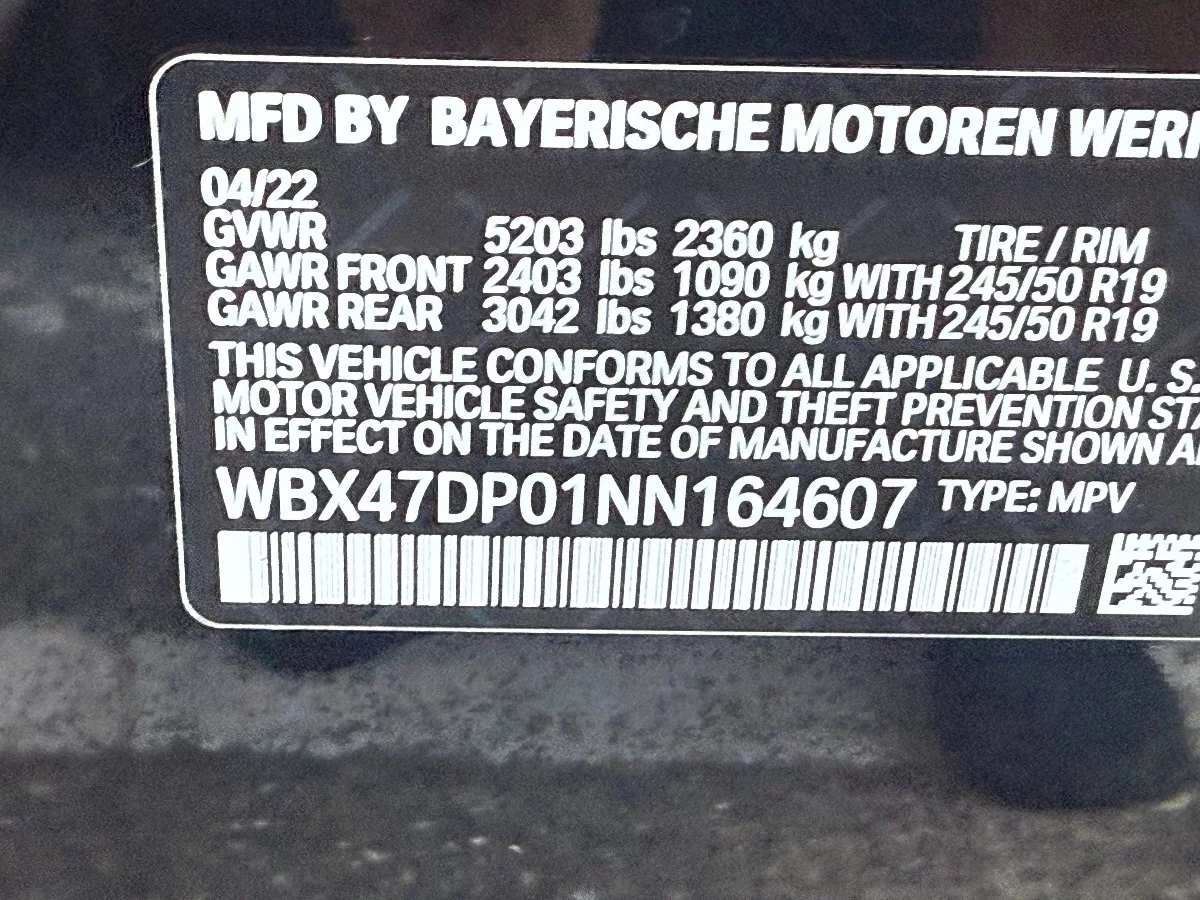 MFD BY BAYERISCHE MOTOREN
04/22
GVWR 5203 lbs 2360 kg TIRE / RIM
GAWR FRONT 2403 lbs 1090 kg WITH 245/50 R19
GAWR REAR 3042 lbs 1380 kg WITH 245/50 R19
THIS VEHICLE CONFORMS TO ALL APPLICABLE U. S.
MOTOR VEHICLE SAFETY AND THEFT PREVENTION
IN EFFECT ON THE DATE OF MANUFACTURE SHOWN
WBX47DP01NN164607 TYPE: MPV